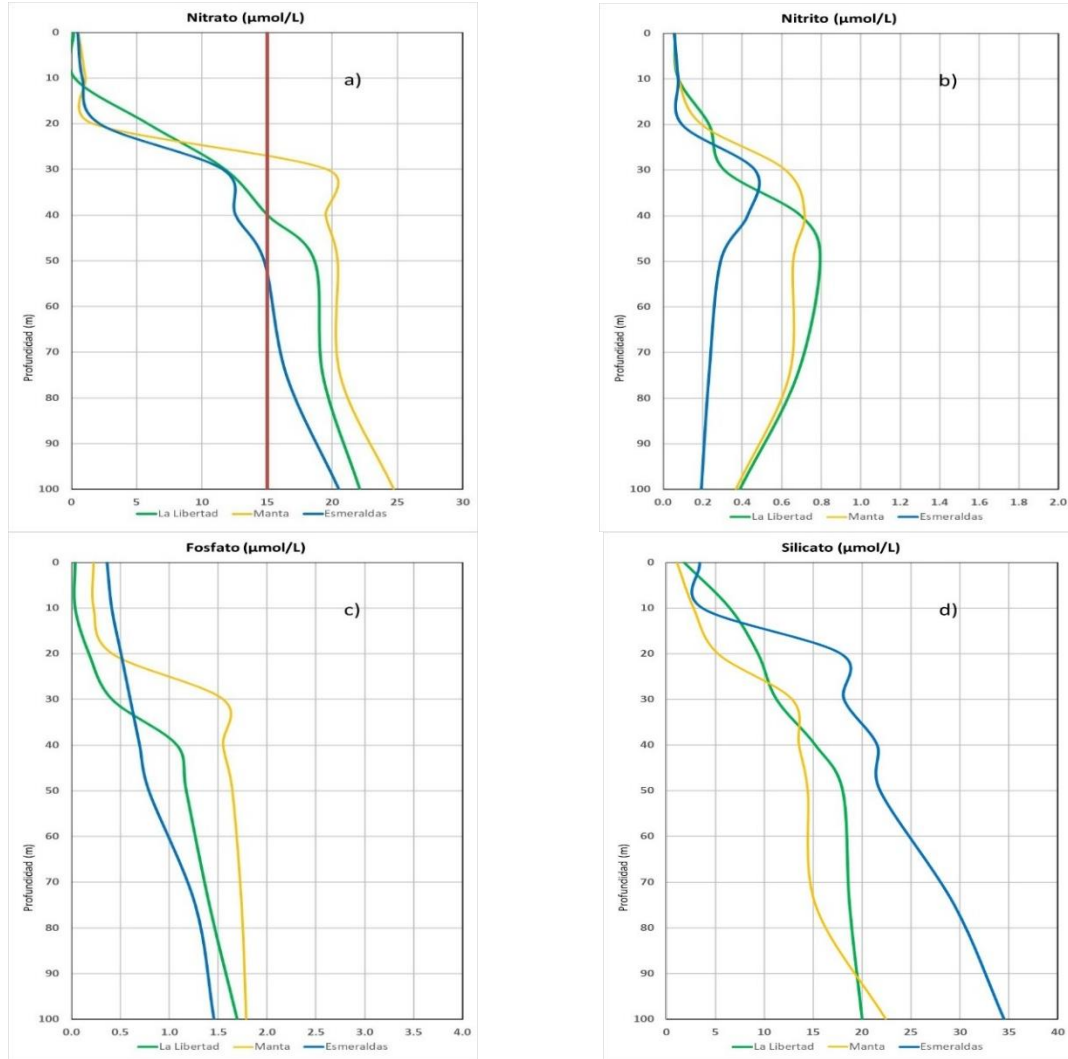 Nitrato (µmol/L)
a)
0
10
20
30
40
50
60
70
80
90
100
Profundidad (m)
0 5 10 15 20 25 30
La Libertad Manta Esmeraldas
Nitrito (µmol/L)
b)
0
10
20
30
40
50
60
70
80
90
100
Profundidad (m)
0.0 0.2 0.4 0.6 0.8 1.0 1.2 1.4 1.6 1.8 2.0
La Libertad Manta Esmeraldas
Fosfato (µmol/L)
c)
0
10
20
30
40
50
60
70
80
90
100
Profundidad (m)
0.0 0.5 1.0 1.5 2.0 2.5 3.0 3.5 4.0
La Libertad Manta Esmeraldas
Silicato (µmol/L)
d)
0
10
20
30
40
50
60
70
80
90
100
Profundidad (m)
0 5 10 15 20 25 30 35 40
La Libertad Manta Esmeraldas